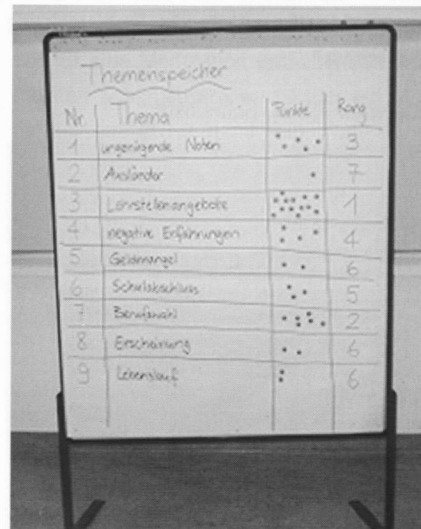 Themenspeicher
Nr. Thema Punkte Rang
1 ungenügende Noten 3
2 Ausländer 7
3 Lehrstellenangebote 1
4 negative Erfahrungen 4
5 Geldmangel 6
6 Schulabschluss 5
7 Berufswahl 2
8 Erscheinung 6
9 Lebenslauf 6